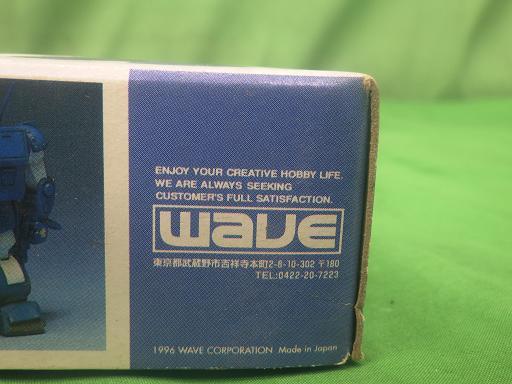 ENJOY YOUR CREATIVE HOBBY LIFE.
WE ARE ALWAYS SEEKING
CUSTOMER'S FULL SATISFACTION.
WAVE
東京都武蔵野市吉祥寺本町2-8-10-302 〒180
TEL:0422-20-7223
1996 WAVE CORPORATION Made in Japan